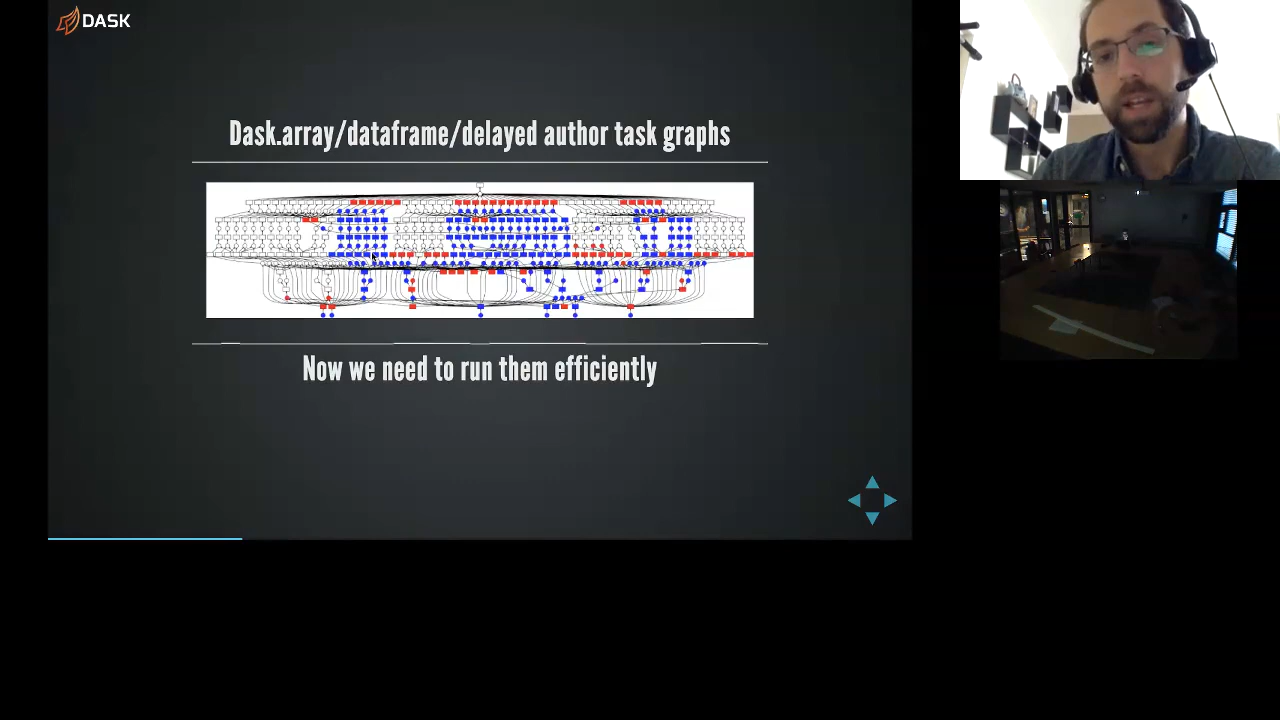 DASK
Dask.array/dataframe/delayed author task graphs
Now we need to run them efficiently